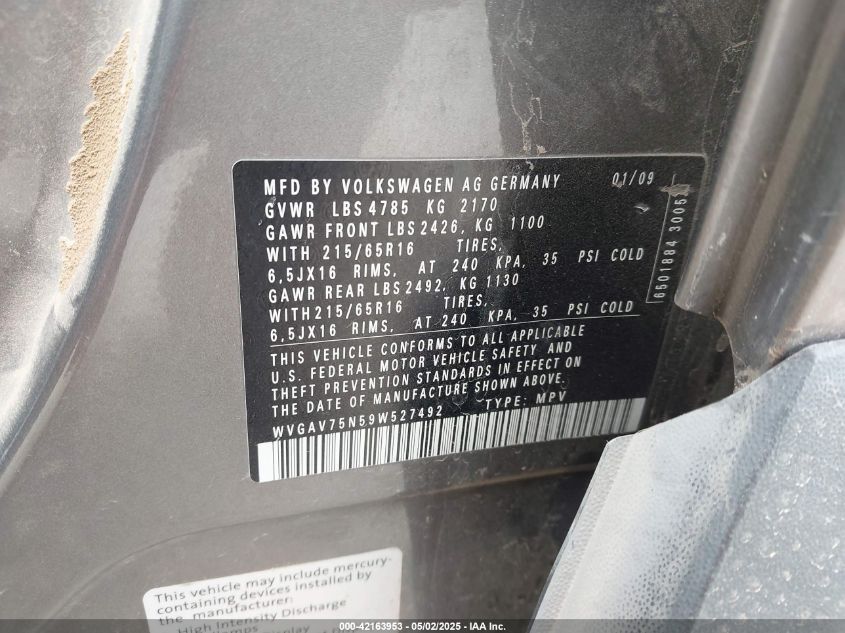 MFD BY VOLKSWAGEN AG GERMANY 01/09
GVWR LBS 4785 KG 2170
GAWR FRONT LBS 2426, KG 1100
WITH 215/65R16 TIRES,
6,5JX16 RIMS, AT 240 KPA, 35 PSI COLD
GAWR REAR LBS 2492, KG 1130
WITH 215/65R16 TIRES,
6,5JX16 RIMS, AT 240 KPA, 35 PSI COLD
THIS VEHICLE CONFORMS TO ALL APPLICABLE
U.S. FEDERAL MOTOR VEHICLE SAFETY AND
THEFT PREVENTION STANDARDS IN EFFECT ON
THE DATE OF MANUFACTURE SHOWN ABOVE.
WVGAV75N59W527492 TYPE: MPV
6501884 3005
This vehicle may include mercury-
containing devices installed by
the manufacturer:
High Intensity Discharge
000-42163953 - 05/02/2025 - IAA Inc.